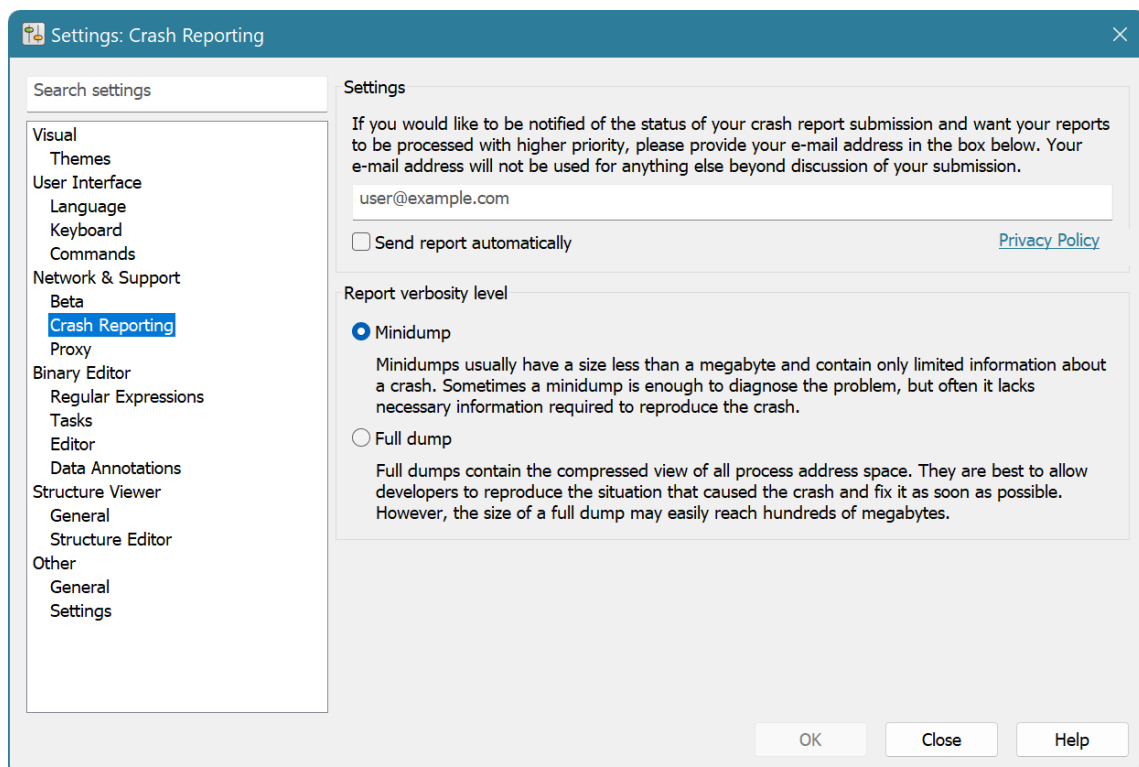 Settings: Crash Reporting
Search settings
Visual
Themes
User Interface
Language
Keyboard
Commands
Network & Support
Beta
Crash Reporting
Proxy
Binary Editor
Regular Expressions
Tasks
Editor
Data Annotations
Structure Viewer
General
Structure Editor
Other
General
Settings
Settings
If you would like to be notified of the status of your crash report submission and want your reports
to be processed with higher priority, please provide your e-mail address in the box below. Your
e-mail address will not be used for anything else beyond discussion of your submission.
user@example.com
Send report automatically
Privacy Policy
Report verbosity level
Minidump
Minidumps usually have a size less than a megabyte and contain only limited information about
a crash. Sometimes a minidump is enough to diagnose the problem, but often it lacks
necessary information required to reproduce the crash.
Full dump
Full dumps contain the compressed view of all process address space. They are best to allow
developers to reproduce the situation that caused the crash and fix it as soon as possible.
However, the size of a full dump may easily reach hundreds of megabytes.
OK
Close
Help